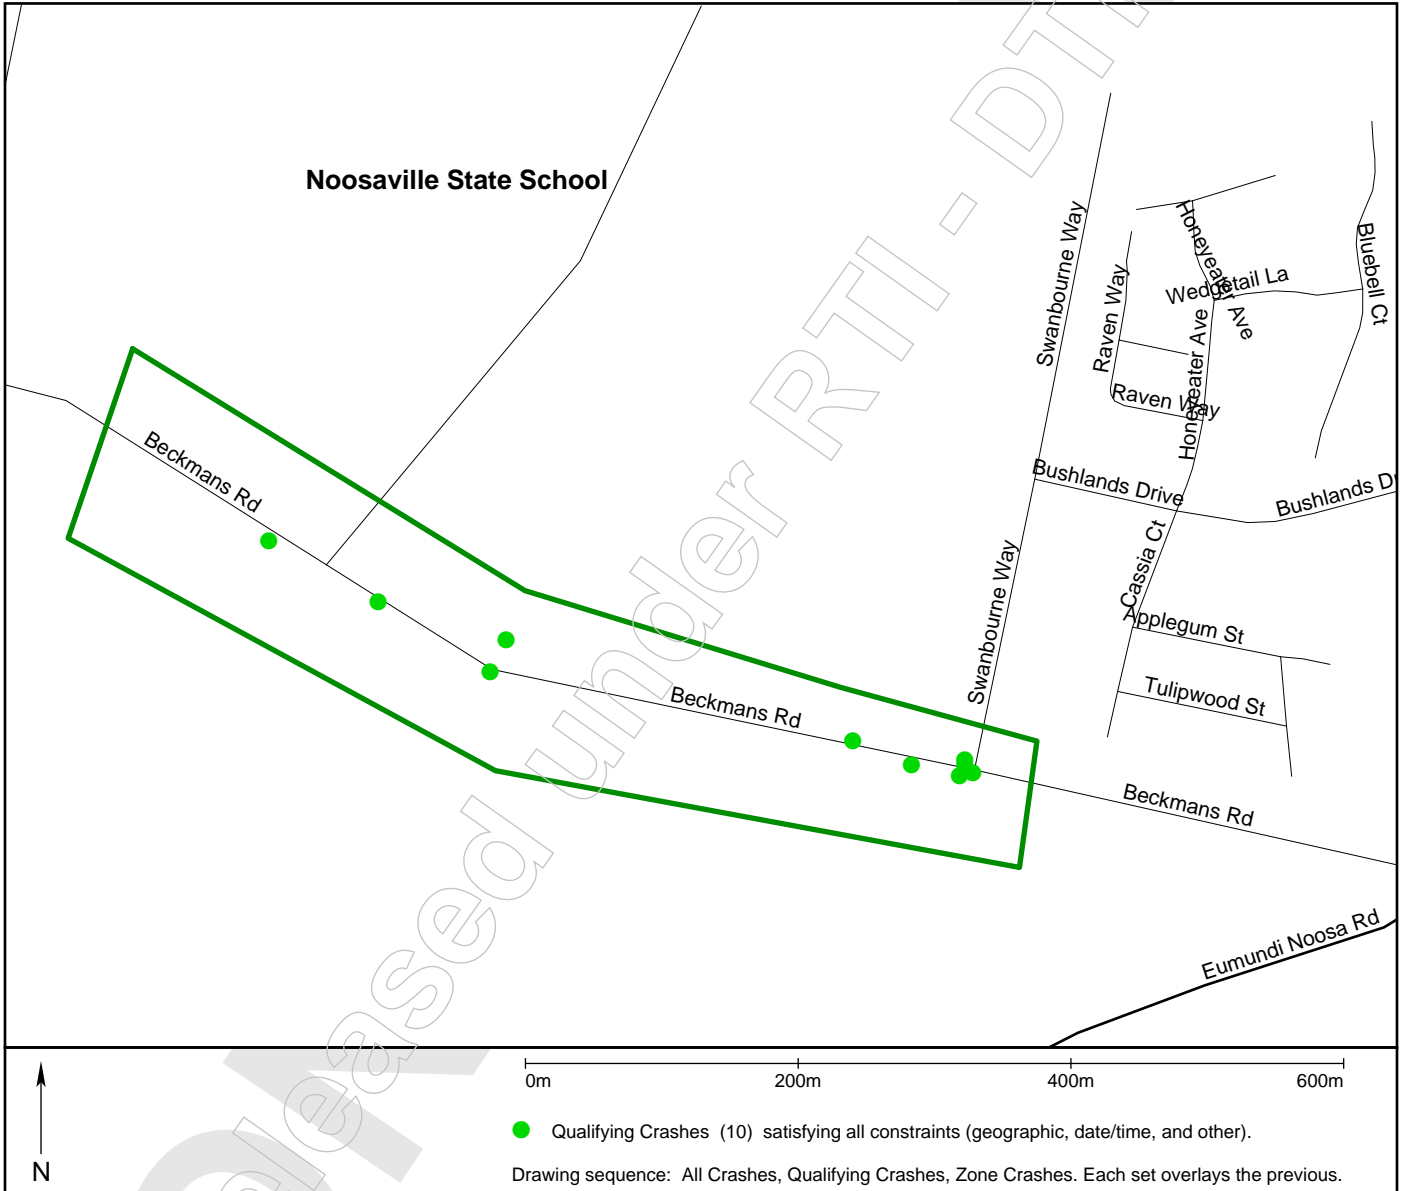 Noosaville State School
Swanbourne Way
Honeyeater Ave
Bluebell Ct
Wedgetail La
Raven Way
Honeyeater Ave
Raven Way
Beckmans Rd
Bushlands Drive
Bushlands Dr
Cassia Ct
Swanbourne Way
Applegum St
Tulipwood St
Beckmans Rd
Beckmans Rd
Eumundi Noosa Rd
Released under RTI - DTM
0m 200m 400m 600m
Qualifying Crashes (10) satisfying all constraints (geographic, date/time, and other).
N
Drawing sequence: All Crashes, Qualifying Crashes, Zone Crashes. Each set overlays the previous.